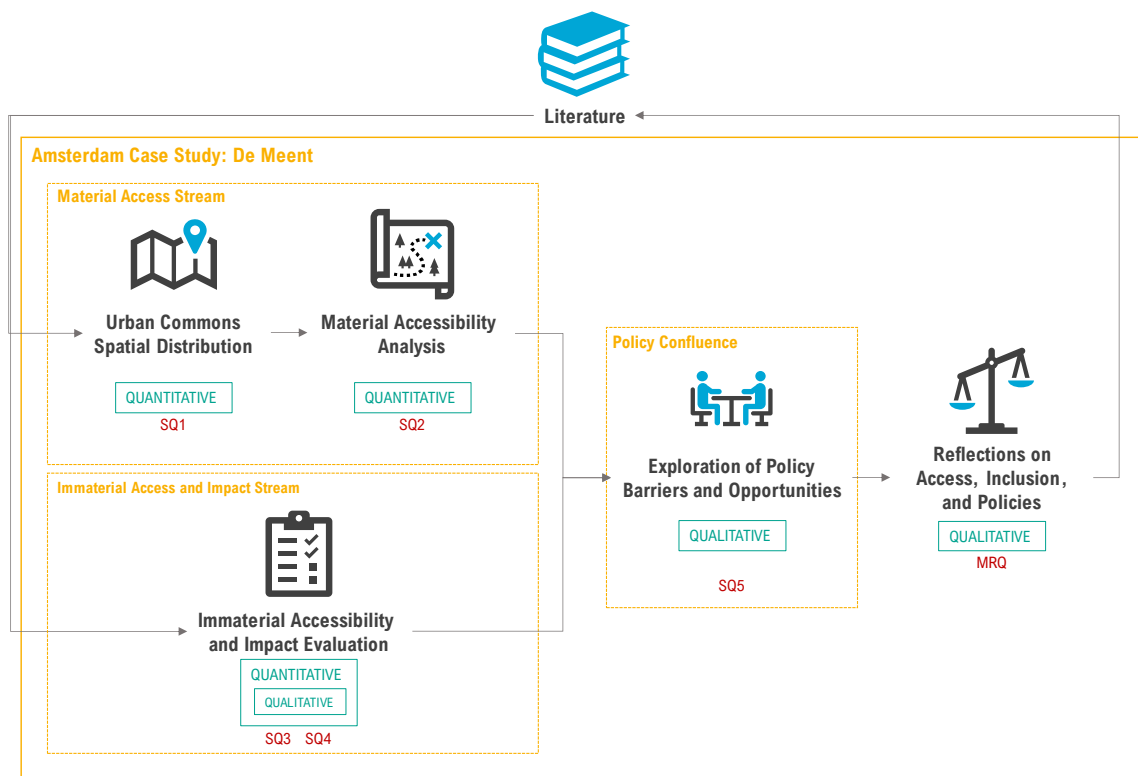 Literature
Amsterdam Case Study: De Meent
Material Access Stream
Urban Commons
Spatial Distribution
QUANTITATIVE
SQ1
Material Accessibility
Analysis
QUANTITATIVE
SQ2
Immaterial Access and Impact Stream
Immaterial Accessibility
and Impact Evaluation
QUANTITATIVE
QUALITATIVE
SQ3 SQ4
Policy Confluence
Exploration of Policy
Barriers and Opportunities
QUALITATIVE
SQ5
Reflections on
Access, Inclusion,
and Policies
QUALITATIVE
MRQ